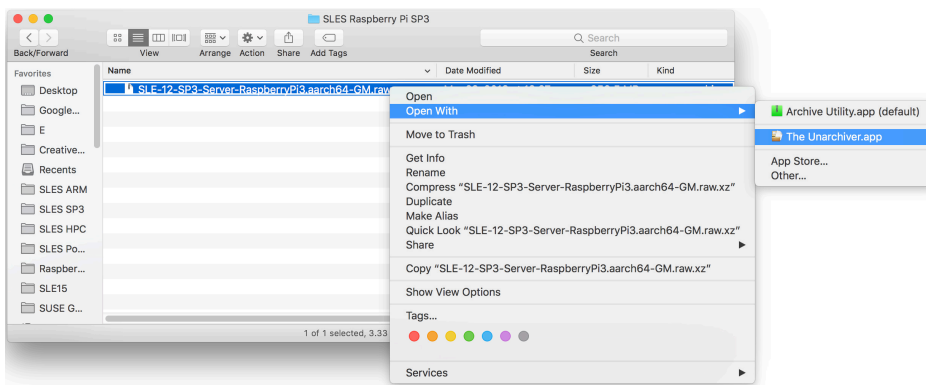 SLES Raspberry Pi SP3
Search
Back/Forward View Arrange Action Share Add Tags Search
Favorites
Name Date Modified Size Kind
Desktop
Google...
E
Creative...
Recents
SLES ARM
SLES SP3
SLES HPC
SLES Po...
Raspber...
SLE15
SUSE G...
SLE-12-SP3-Server-RaspberryPi3.aarch64-GM.raw
1 of 1 selected, 3.33
Open
Open With
Move to Trash
Get Info
Rename
Compress “SLE-12-SP3-Server-RaspberryPi3.aarch64-GM.raw.xz”
Duplicate
Make Alias
Quick Look “SLE-12-SP3-Server-RaspberryPi3.aarch64-GM.raw.xz”
Share
Copy “SLE-12-SP3-Server-RaspberryPi3.aarch64-GM.raw.xz”
Show View Options
Tags...
Services
Archive Utility.app (default)
The Unarchiver.app
App Store...
Other...